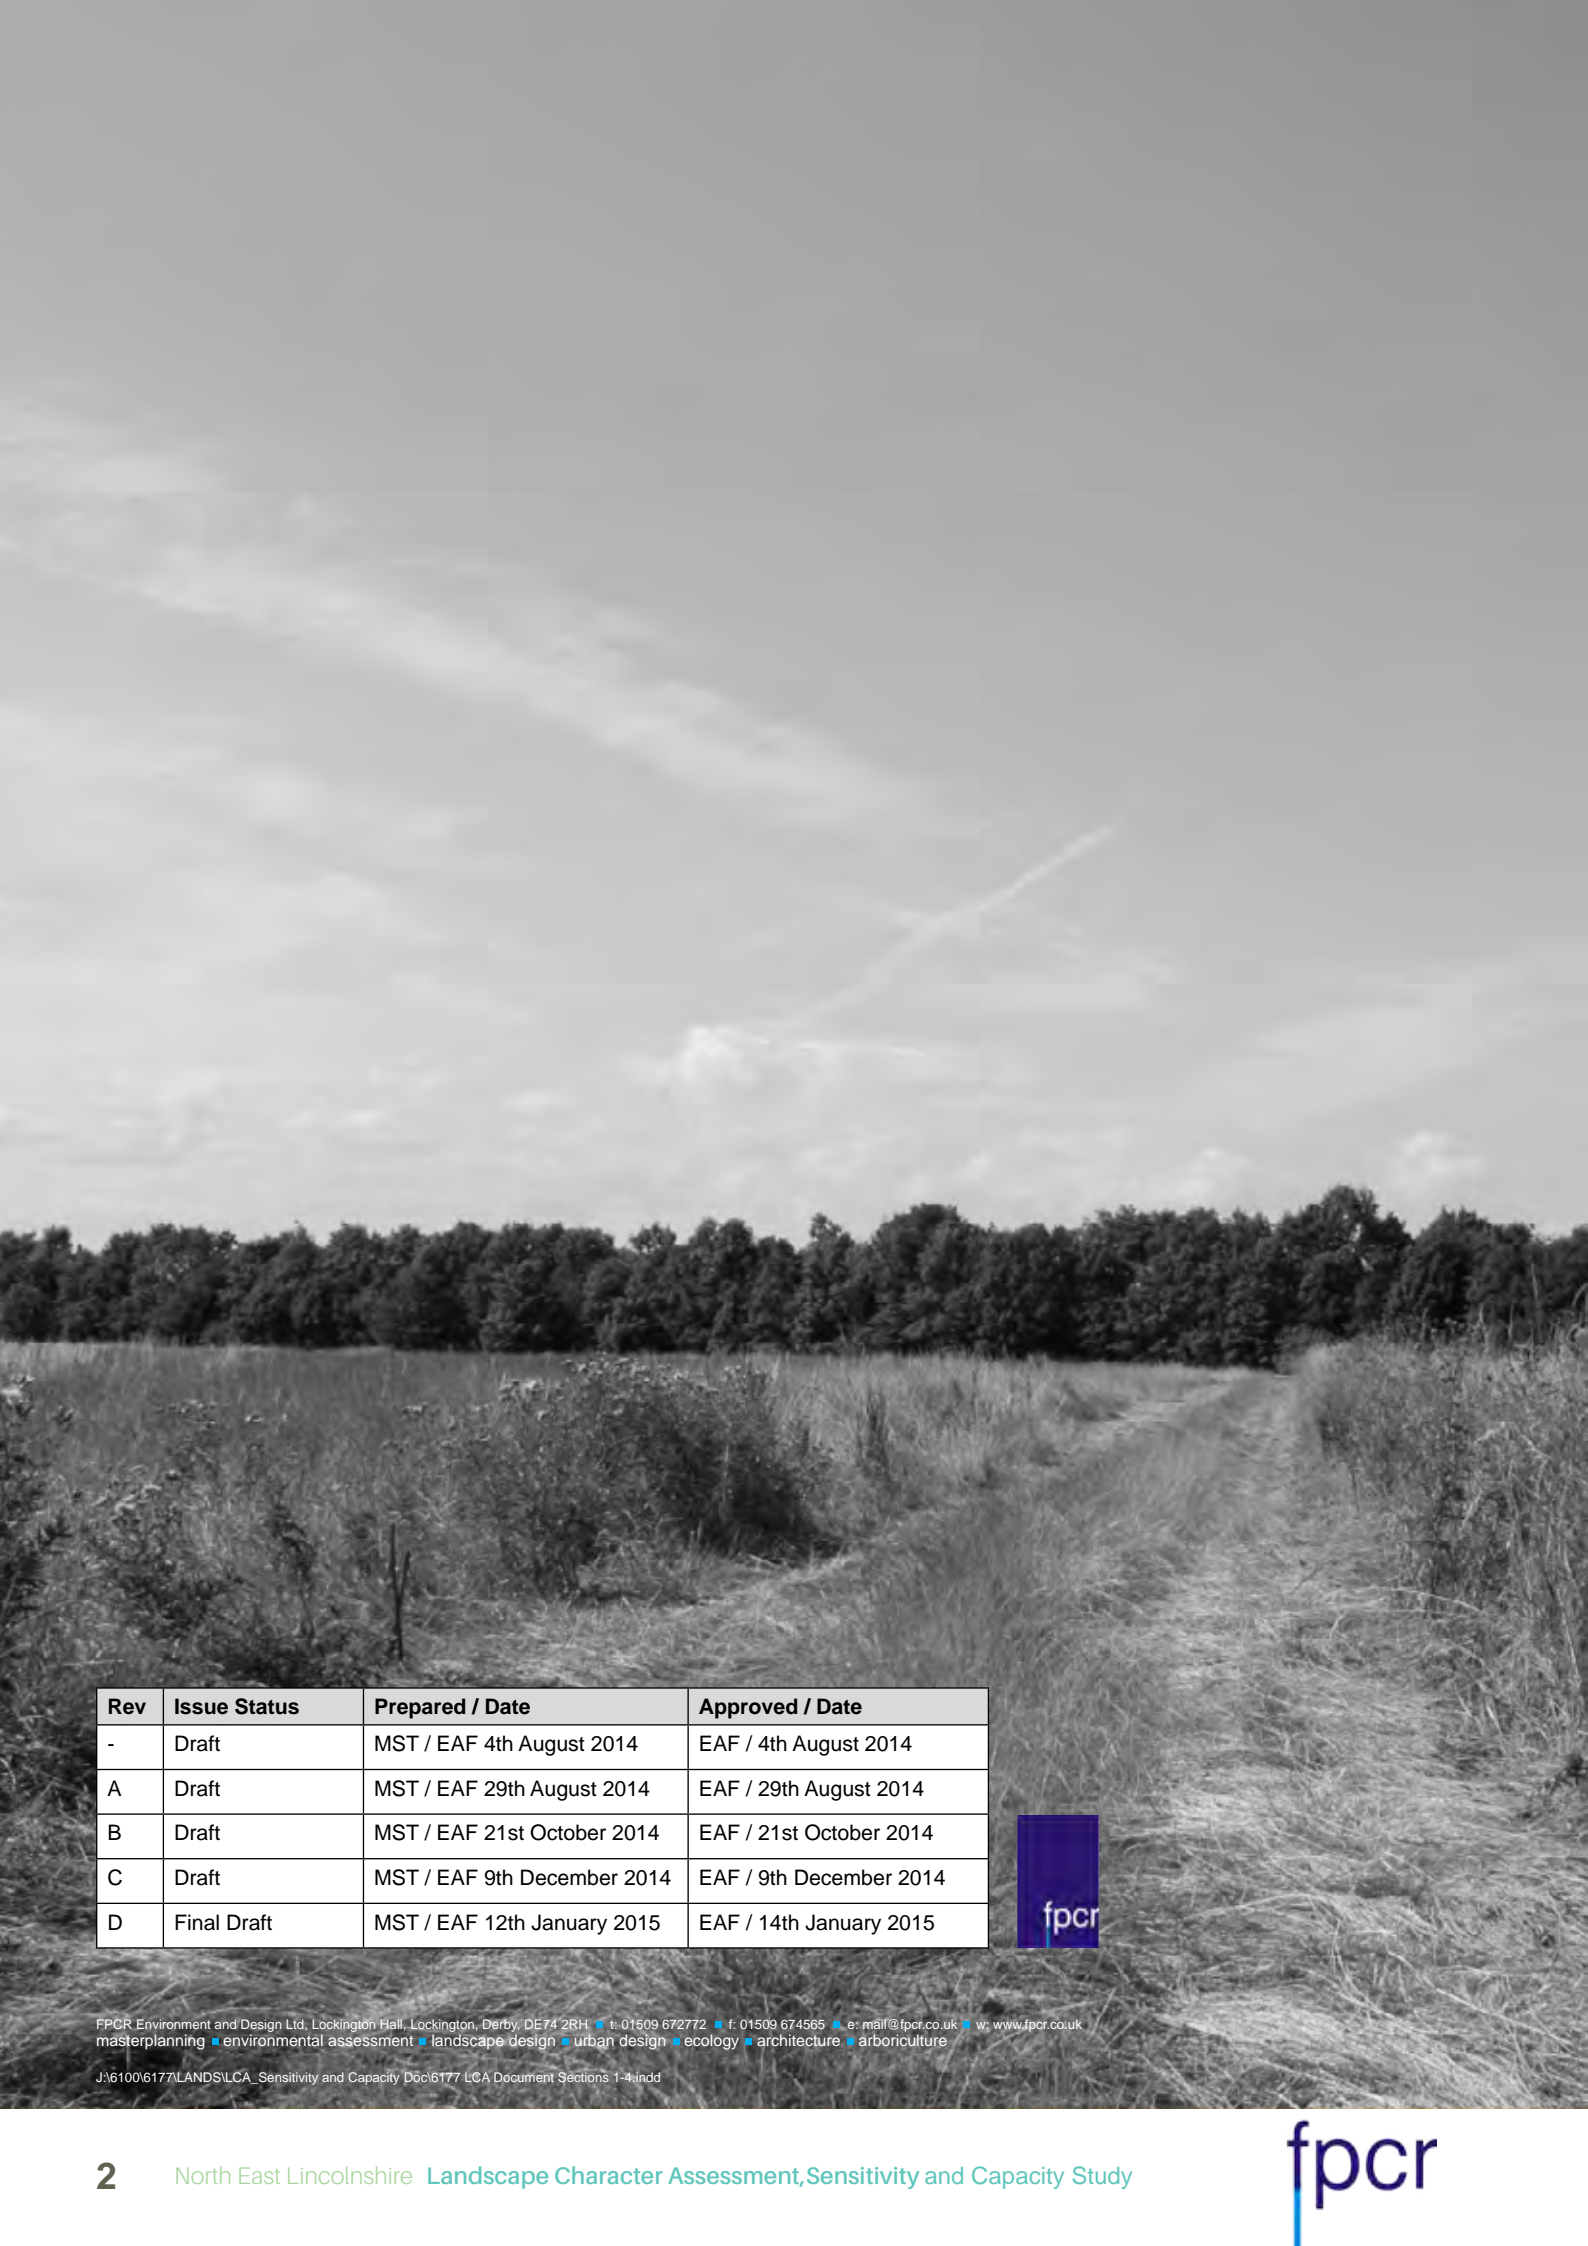 Rev Issue Status Prepared / Date Approved / Date
- Draft MST / EAF 4th August 2014 EAF / 4th August 2014
A Draft MST / EAF 29th August 2014 EAF / 29th August 2014
B Draft MST / EAF 21st October 2014 EAF / 21st October 2014
C Draft MST / EAF 9th December 2014 EAF / 9th December 2014
D Final Draft MST / EAF 12th January 2015 EAF / 14th January 2015
fpcr
FPCR Environment and Design Ltd, Lockington Hall, Lockington, Derby, DE74 2RH ■ t: 01509 672772 ■ f: 01509 674565 ■ e: mail@fpcr.co.uk ■ w: www.fpcr.co.uk
masterplanning ■ environmental assessment ■ landscape design ■ urban design ■ ecology ■ architecture ■ arboriculture
J:\6100\6177\LANDS\LCA_Sensitivity and Capacity Doc\6177 LCA Document Sections 1-4.indd
2 North East Lincolnshire Landscape Character Assessment,Sensitivity and Capacity Study
fpcr